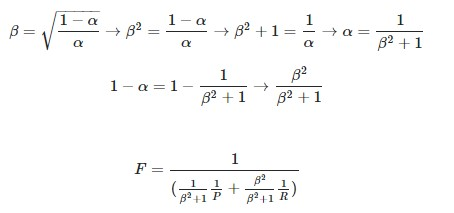 β = √((1 − α)/α) → β² = (1 − α)/α → β² + 1 = 1/α → α = 1/(β² + 1)
1 − α = 1 − 1/(β² + 1) → β²/(β² + 1)
F = 1/(1/(β²+1) 1/P + β²/(β²+1) 1/R)